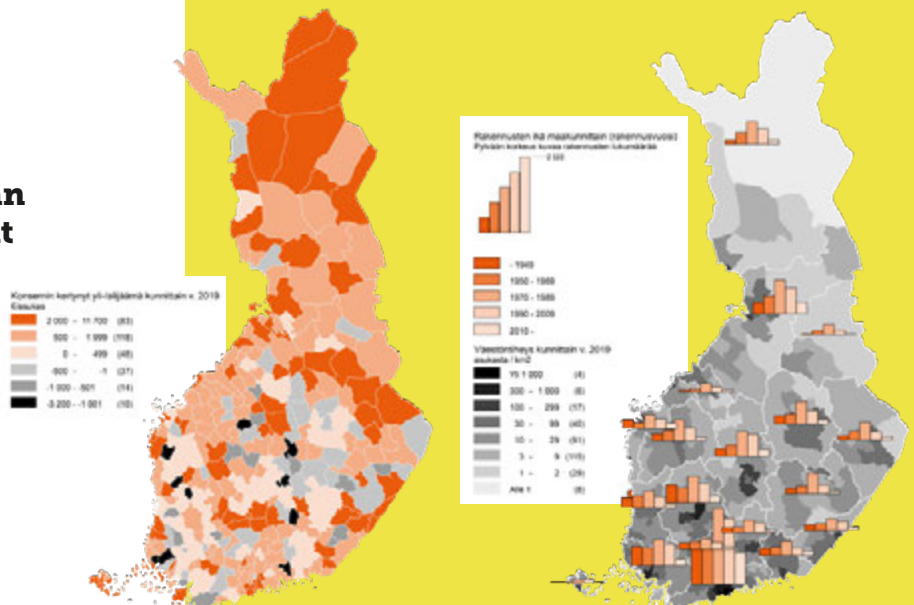 Konsernin kertynyt yli-/alijäämä kunnittain v. 2019
€/asukas
2 000 - 11 700 (63)
500 - 1 999 (118)
0 - 499 (48)
-500 - -1 (37)
-1 000 - -501 (14)
-3 200 - -1 001 (10)
Rakennusten ikä maakunnittain (rakennusvuosi)
Pylvään korkeus kuvaa rakennusten lukumäärää
- 1949
1950 - 1969
1970 - 1989
1990 - 2009
2010 -
Väestöntiheys kunnittain v. 2019
asukasta / km2
Yli 1 000 (4)
300 - 1 000 (6)
100 - 299 (17)
30 - 99 (40)
10 - 29 (91)
3 - 9 (115)
1 - 2 (29)
Alle 1 (8)